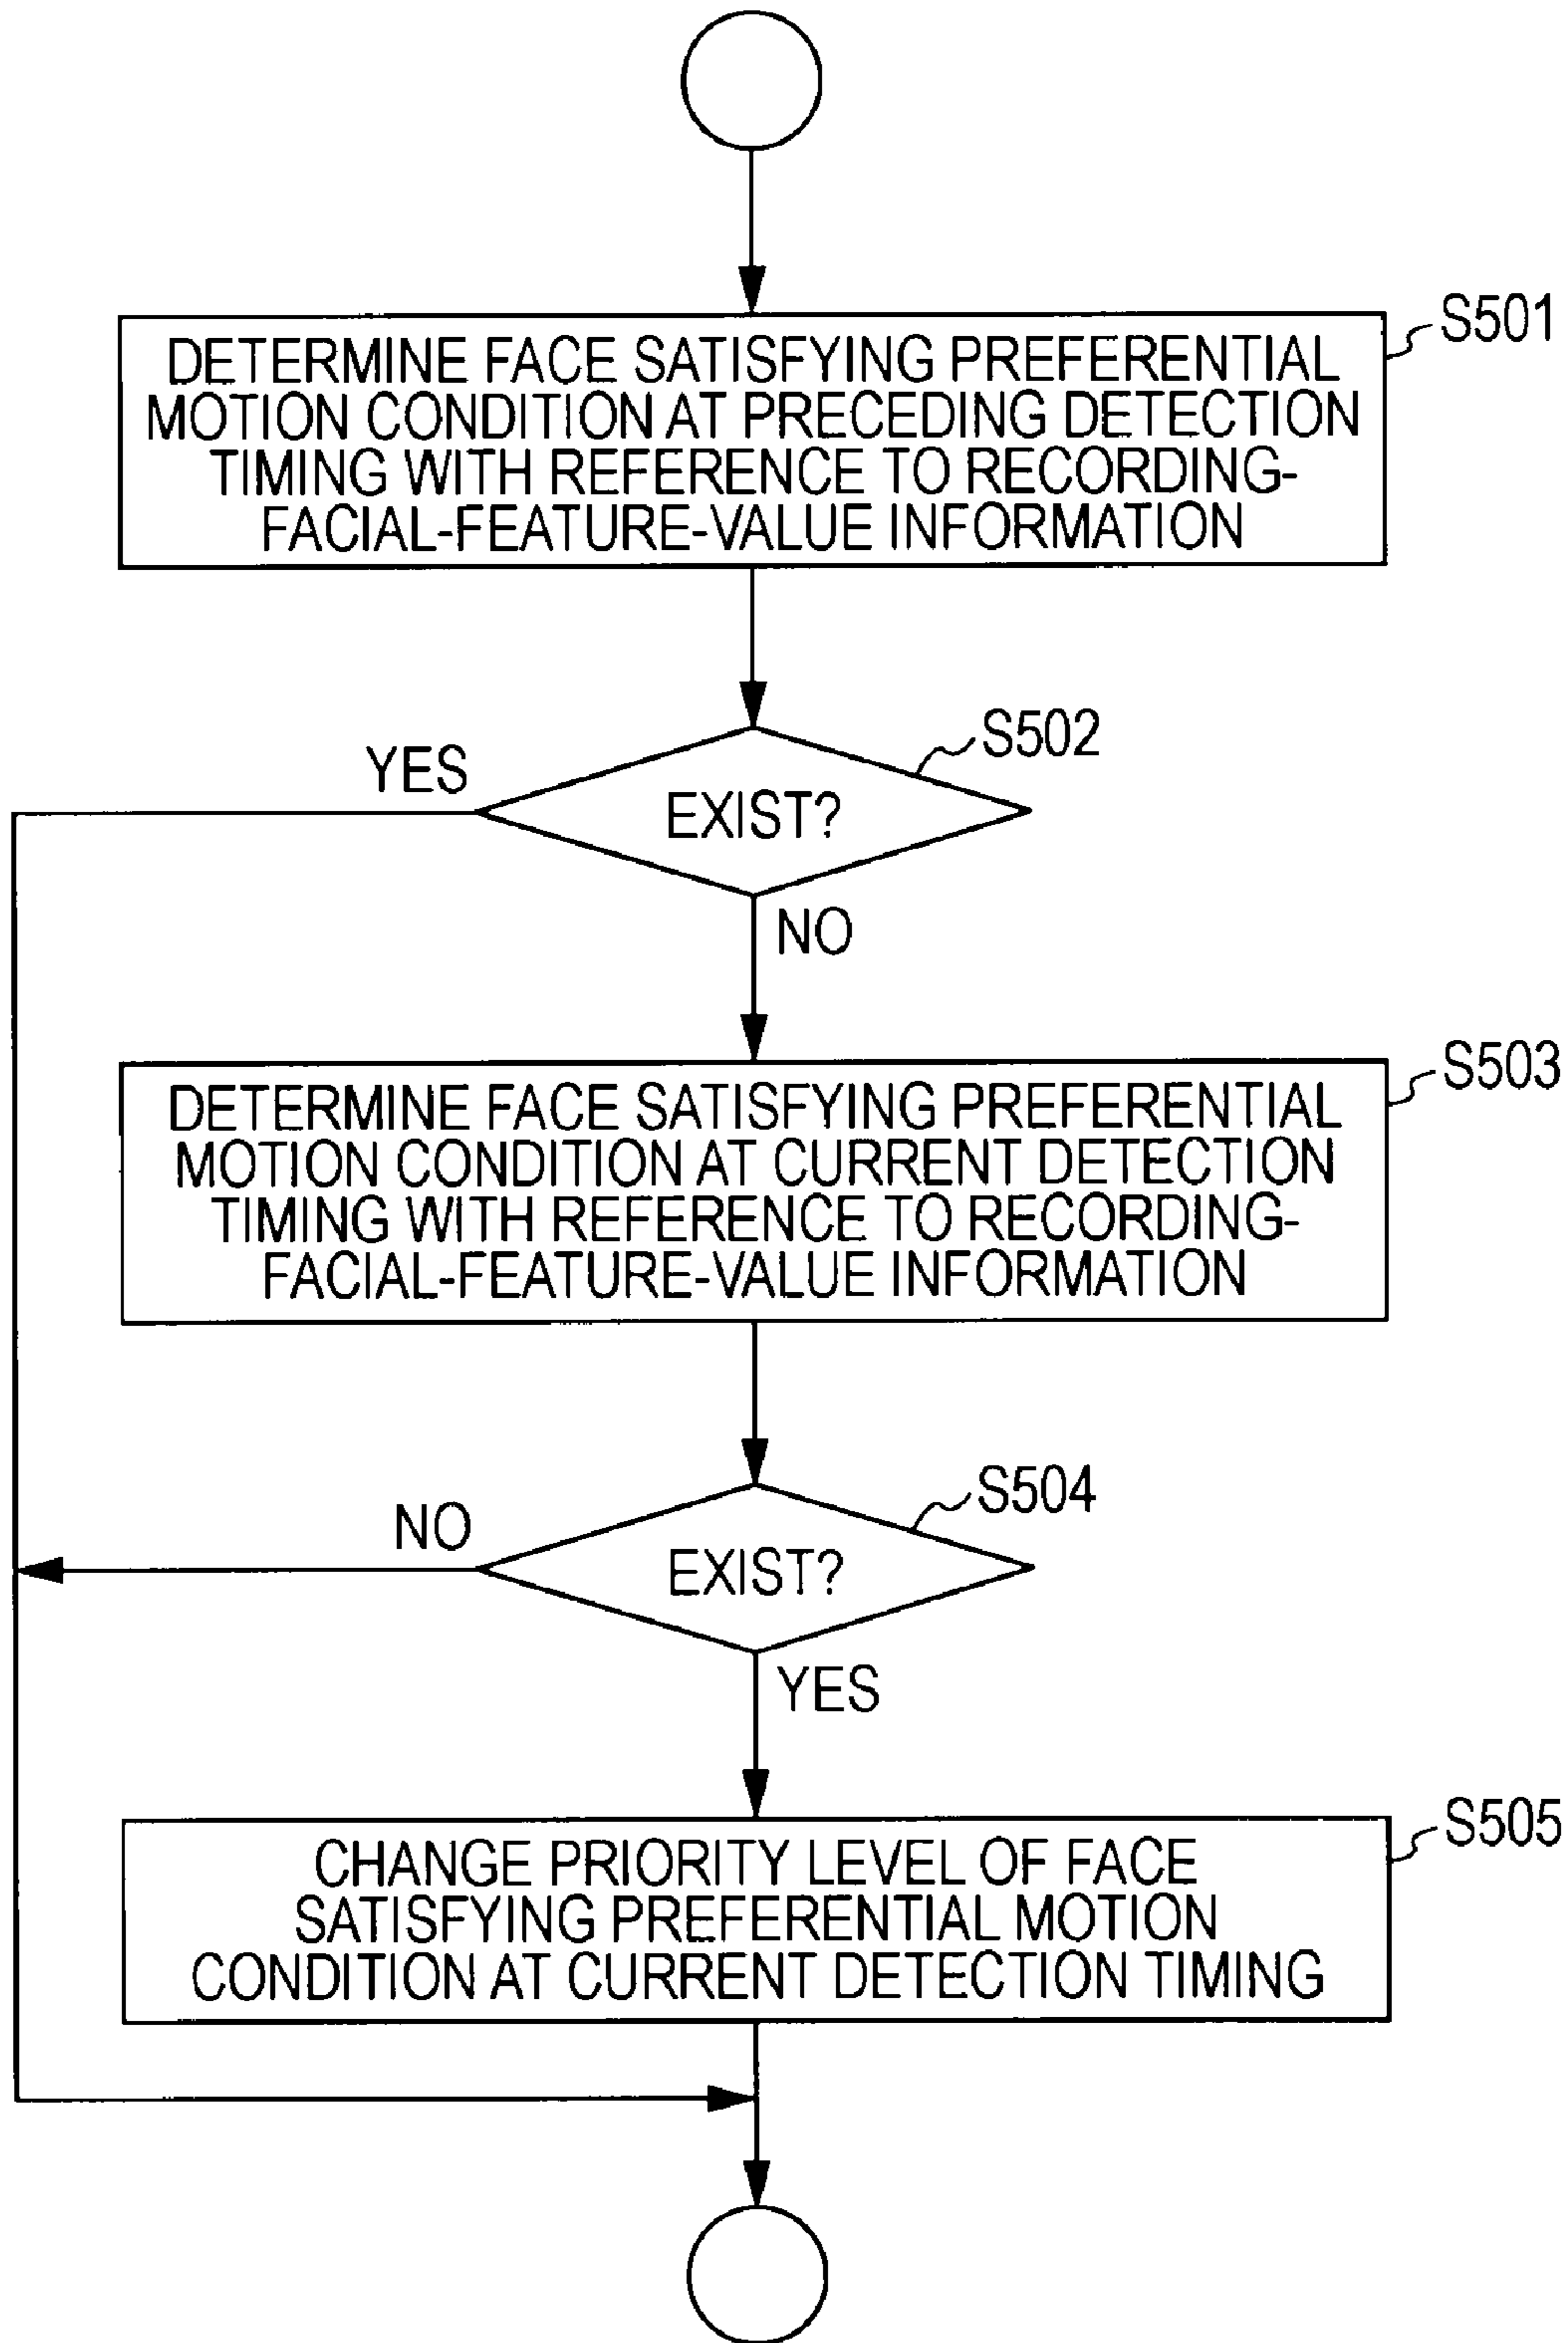 S501
DETERMINE FACE SATISFYING PREFERENTIAL
MOTION CONDITION AT PRECEDING DETECTION
TIMING WITH REFERENCE TO RECORDING-
FACIAL-FEATURE-VALUE INFORMATION
S502
YES
EXIST?
NO
S503
DETERMINE FACE SATISFYING PREFERENTIAL
MOTION CONDITION AT CURRENT DETECTION
TIMING WITH REFERENCE TO RECORDING-
FACIAL-FEATURE-VALUE INFORMATION
S504
NO
EXIST?
YES
S505
CHANGE PRIORITY LEVEL OF FACE
SATISFYING PREFERENTIAL MOTION
CONDITION AT CURRENT DETECTION TIMING